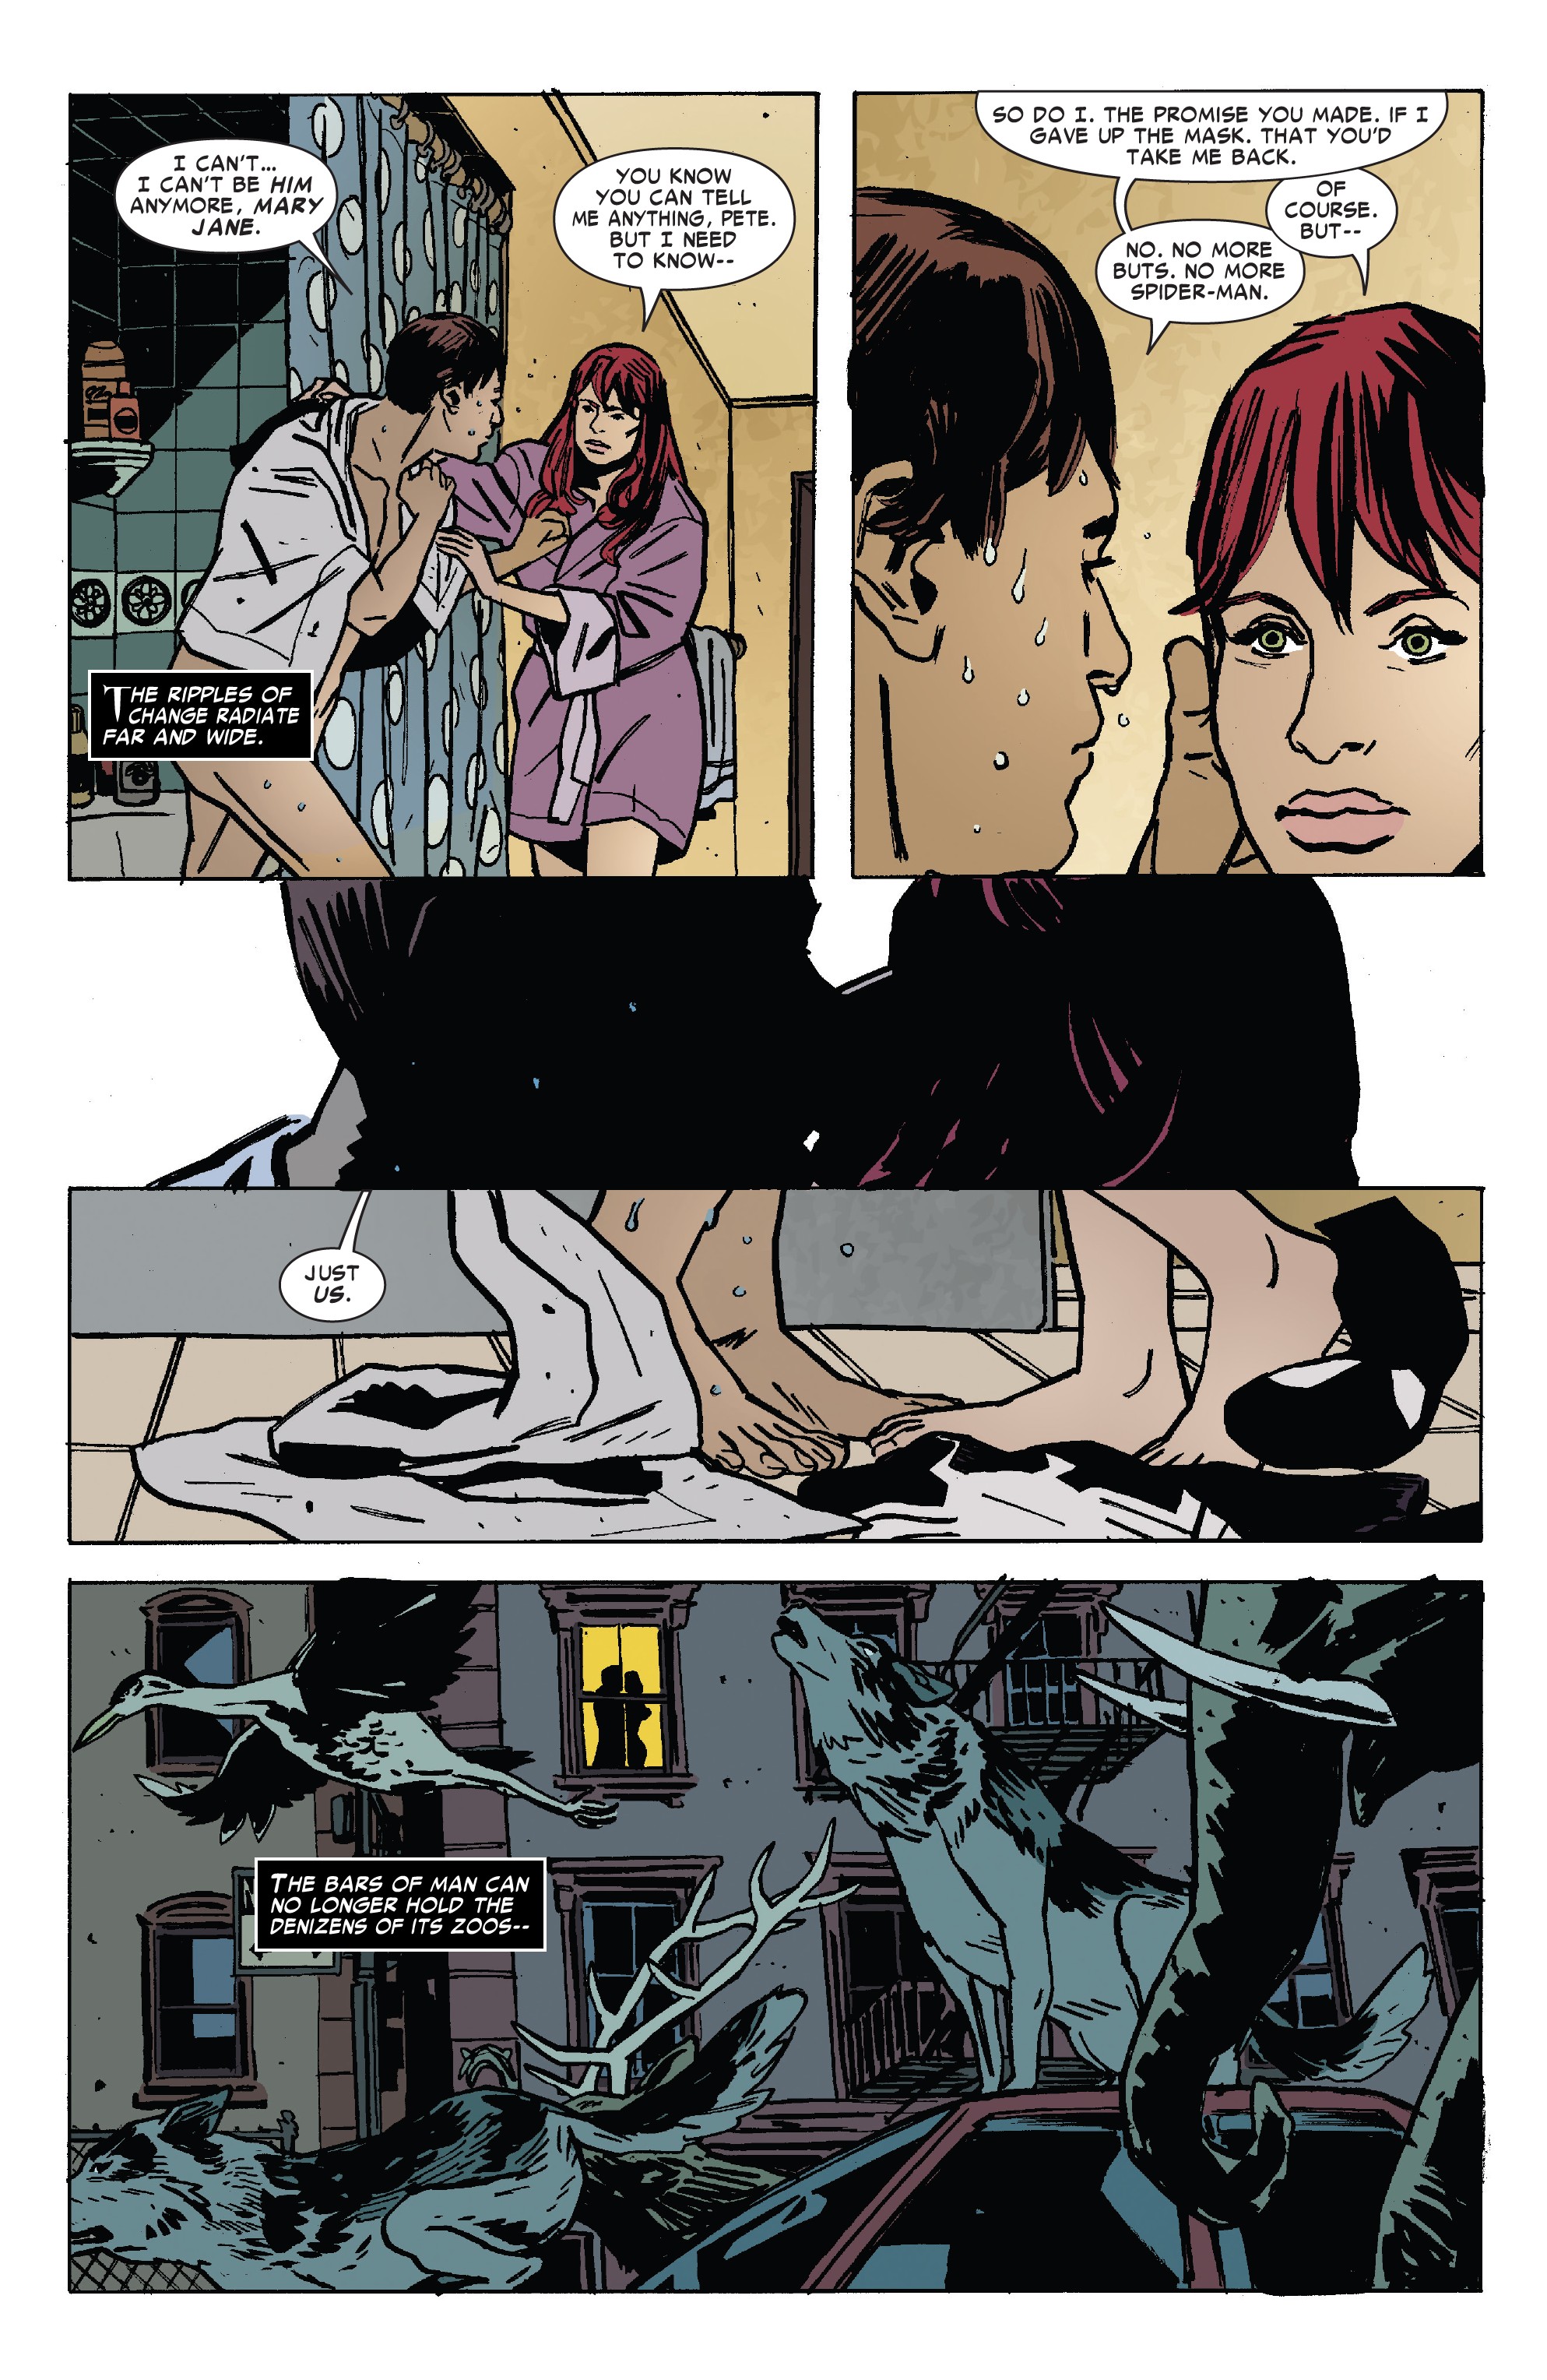 I CAN'T...
I CAN'T BE HIM
ANYMORE, MARY
JANE.
YOU KNOW
YOU CAN TELL
ME ANYTHING, PETE.
BUT I NEED
TO KNOW--
THE RIPPLES OF
CHANGE RADIATE
FAR AND WIDE.
SO DO I. THE PROMISE YOU MADE. IF I
GAVE UP THE MASK. THAT YOU'D
TAKE ME BACK.
OF
COURSE.
BUT--
NO. NO MORE
BUTS. NO MORE
SPIDER-MAN.
JUST
US.
THE BARS OF MAN CAN
NO LONGER HOLD THE
DENIZENS OF ITS ZOOS--